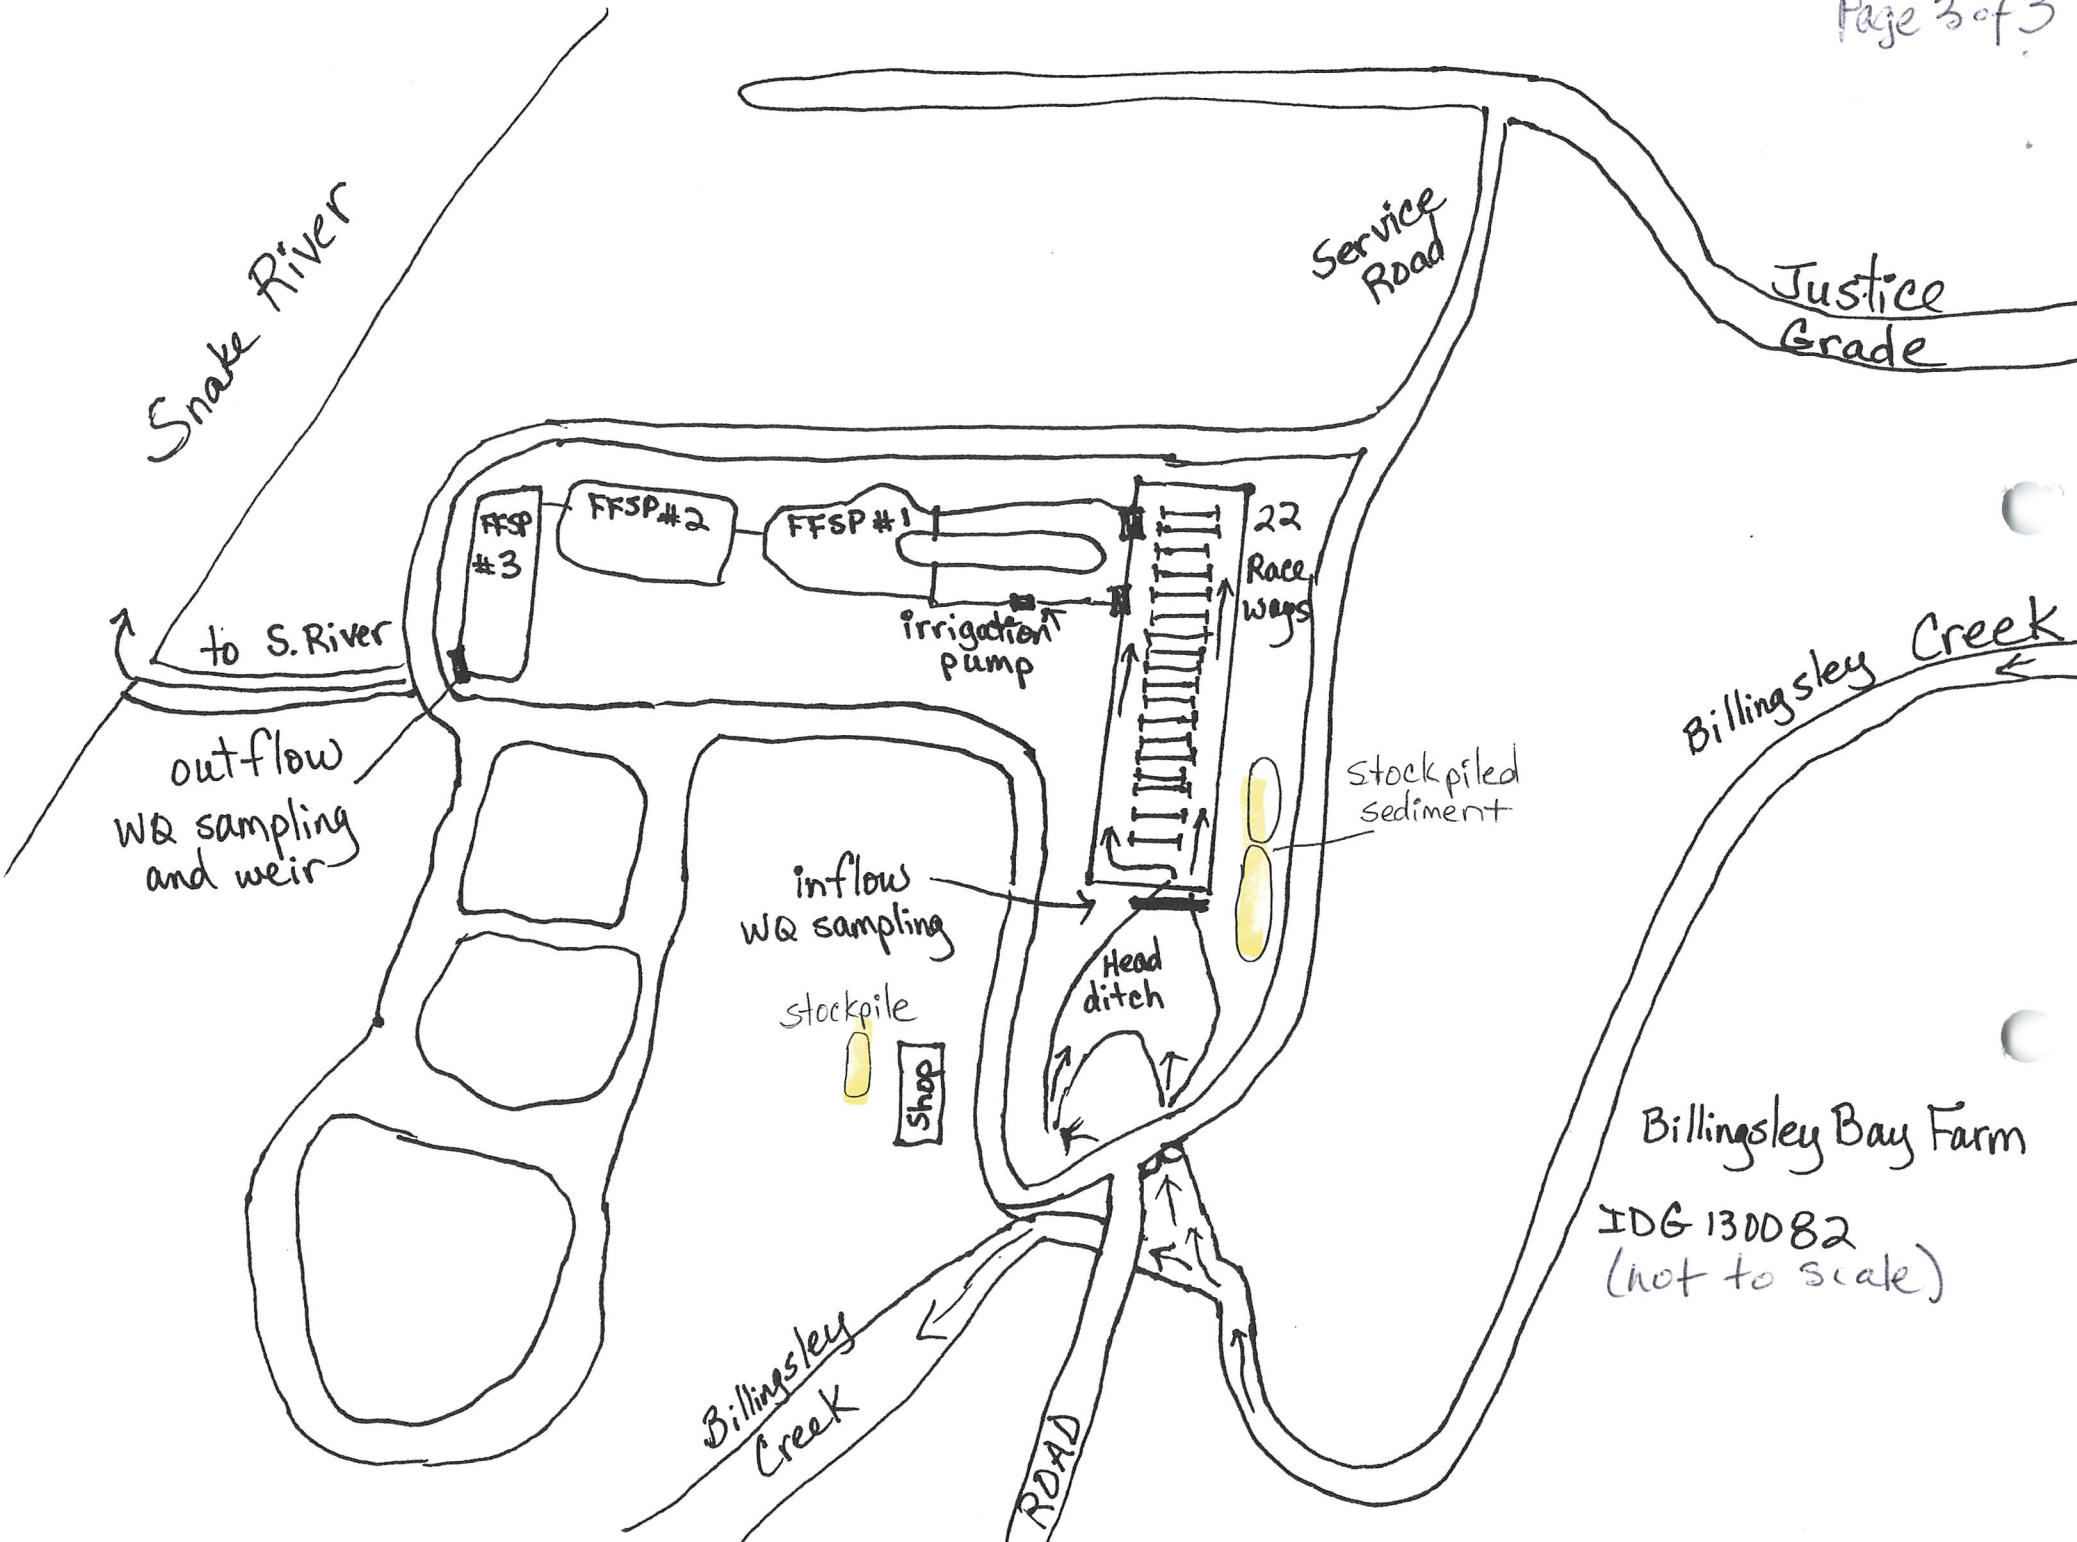 Page 3 of 3
Service
Road
Snake River
Justice
Grade
FFSP
#3
FFSP#2
FFSP #1
22
Race
ways
irrigation
pump
to S. River
Billingsley Creek
outflow
WQ sampling
and weir
Stockpiled
sediment
inflow
WQ sampling
Head
ditch
Stockpile
Shop
Billingsley Bay Farm
IDG 130082
(not to scale)
Billingsley
Creek
ROAD